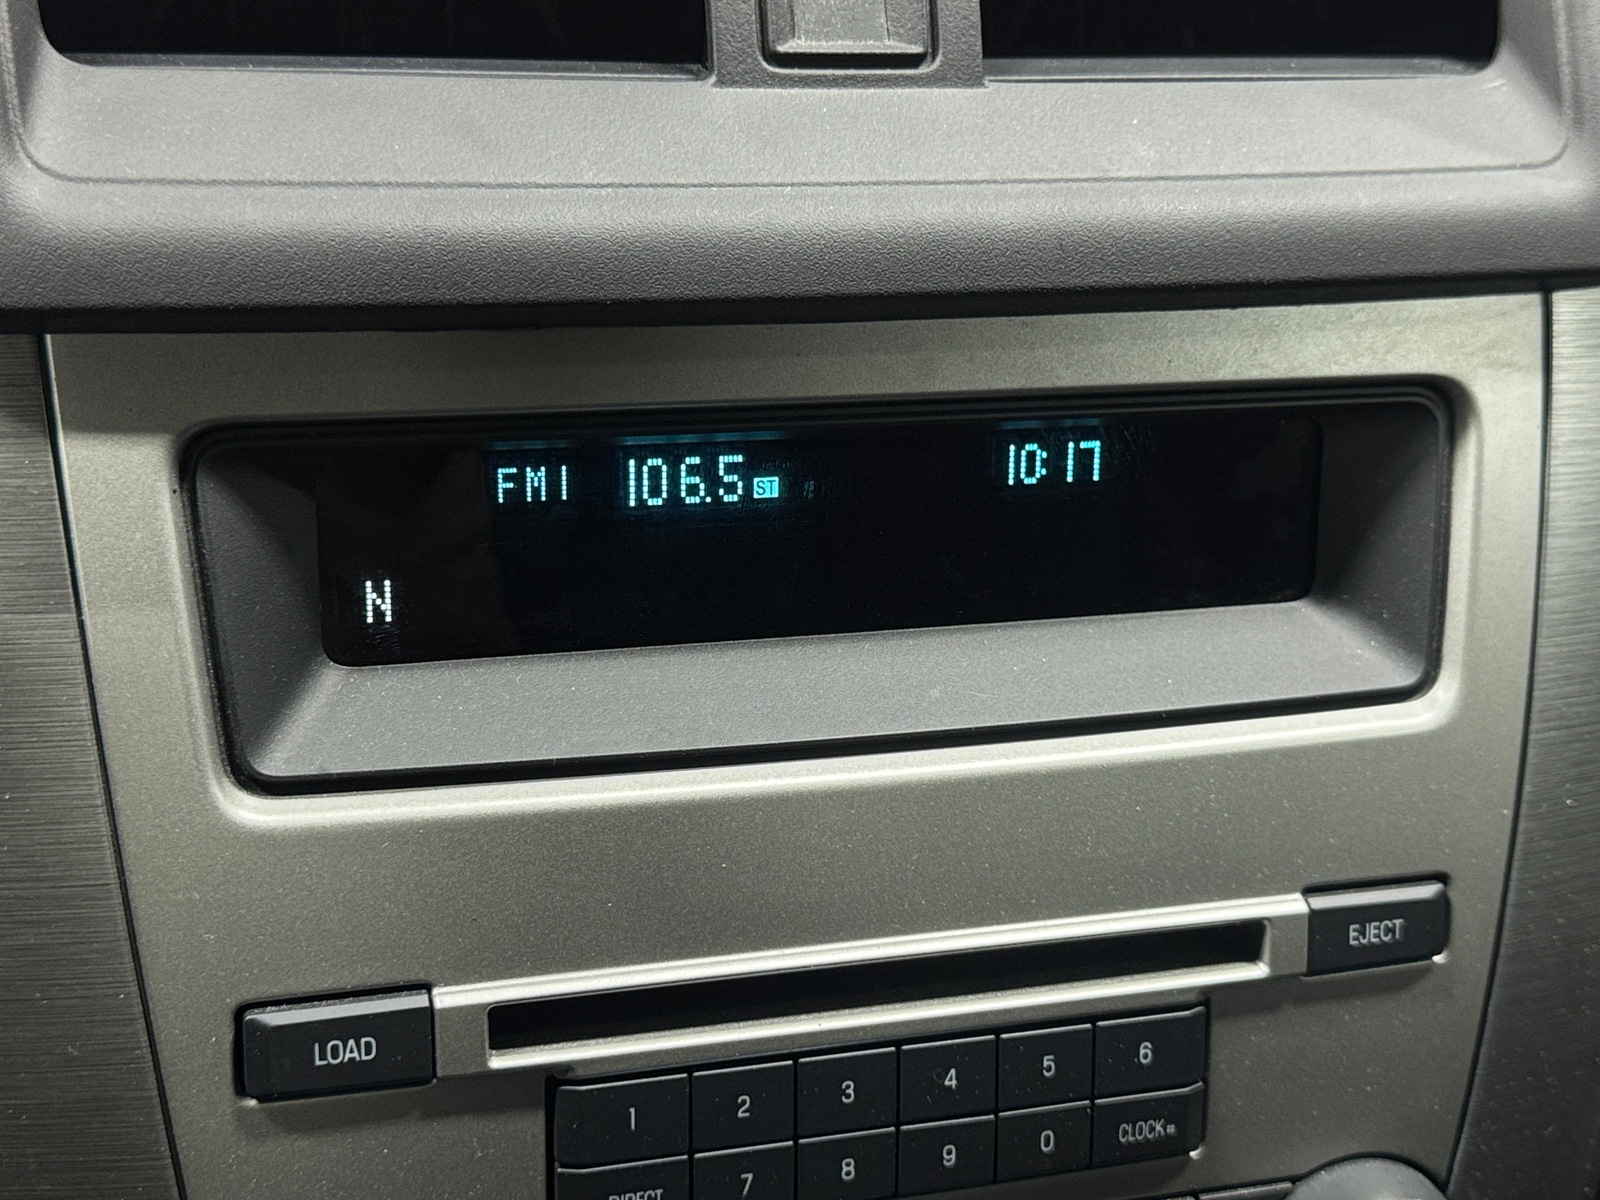 FM1 106.5 ST 10:17
N
EJECT
LOAD
1 2 3 4 5 6
DIRECT 7 8 9 0 CLOCK